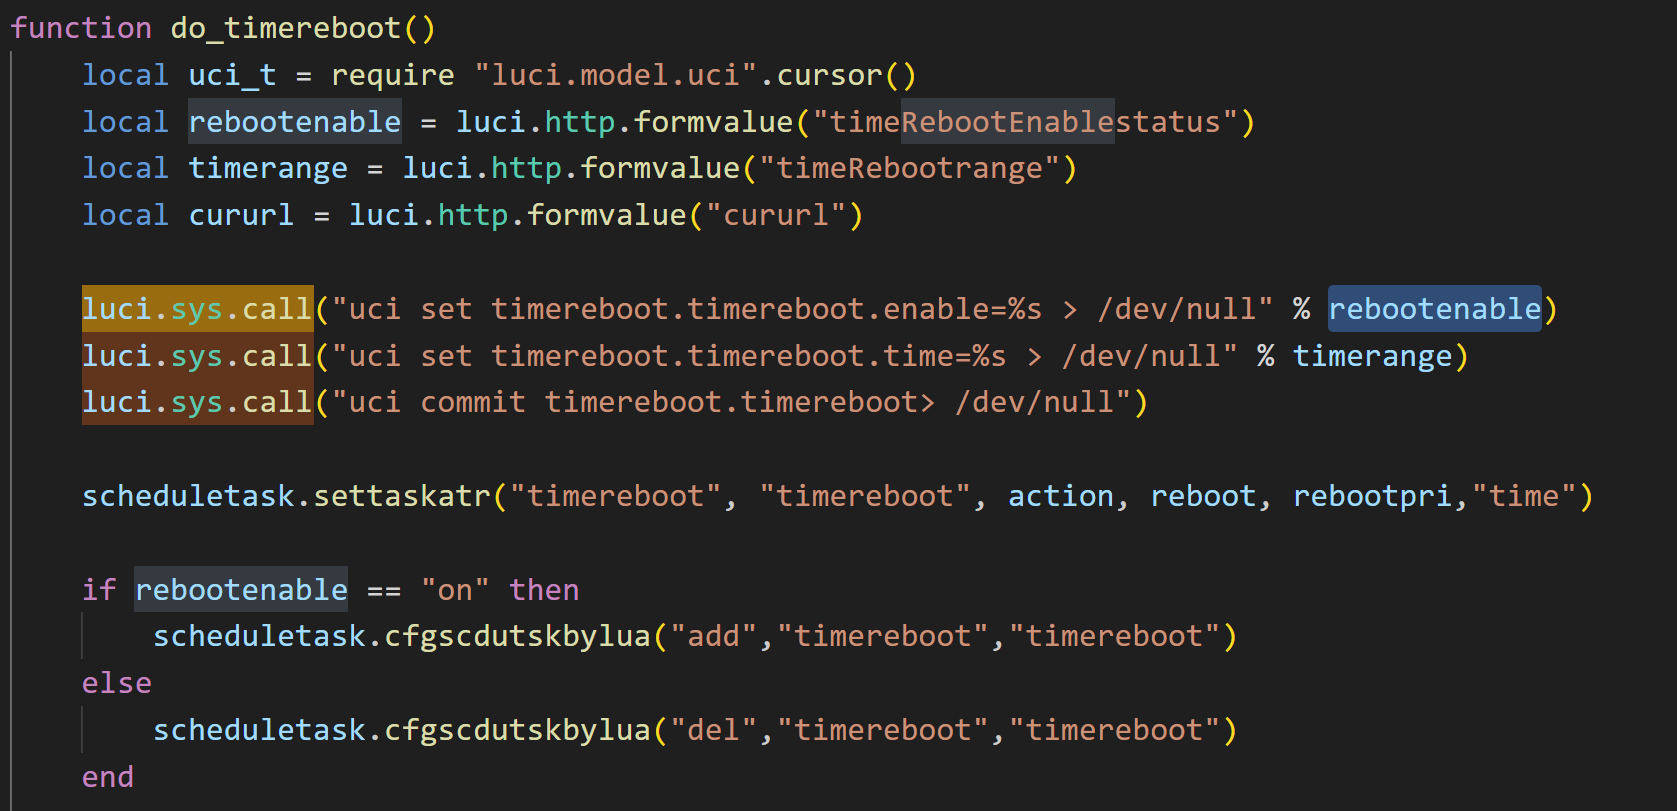 function do_timereboot()
    local uci_t = require "luci.model.uci".cursor()
    local rebootenable = luci.http.formvalue("timeRebootEnablestatus")
    local timerange = luci.http.formvalue("timeRebootrange")
    local cururl = luci.http.formvalue("cururl")

    luci.sys.call("uci set timereboot.timereboot.enable=%s > /dev/null" % rebootenable)
    luci.sys.call("uci set timereboot.timereboot.time=%s > /dev/null" % timerange)
    luci.sys.call("uci commit timereboot.timereboot> /dev/null")

    scheduletask.settaskatr("timereboot", "timereboot", action, reboot, rebootpri,"time")

    if rebootenable == "on" then
        scheduletask.cfgscdutskbylua("add","timereboot","timereboot")
    else
        scheduletask.cfgscdutskbylua("del","timereboot","timereboot")
    end